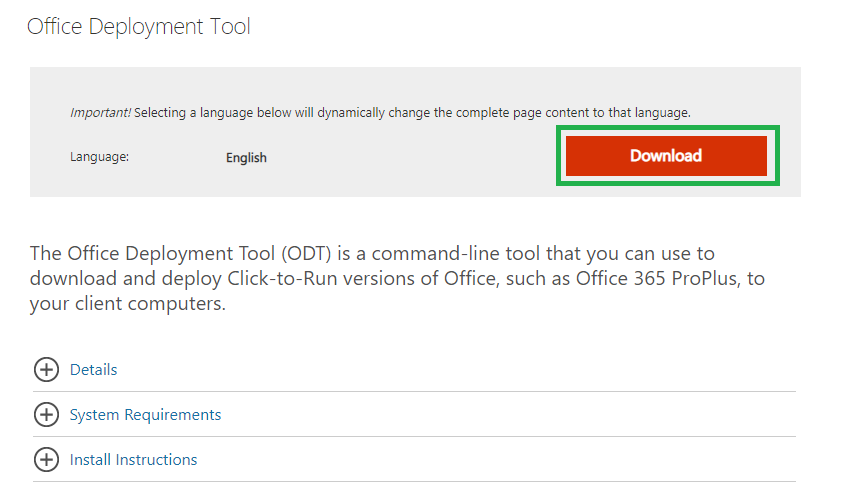 Office Deployment Tool
Important! Selecting a language below will dynamically change the complete page content to that language.
Language: English Download
The Office Deployment Tool (ODT) is a command-line tool that you can use to
download and deploy Click-to-Run versions of Office, such as Office 365 ProPlus, to
your client computers.
Details
System Requirements
Install Instructions